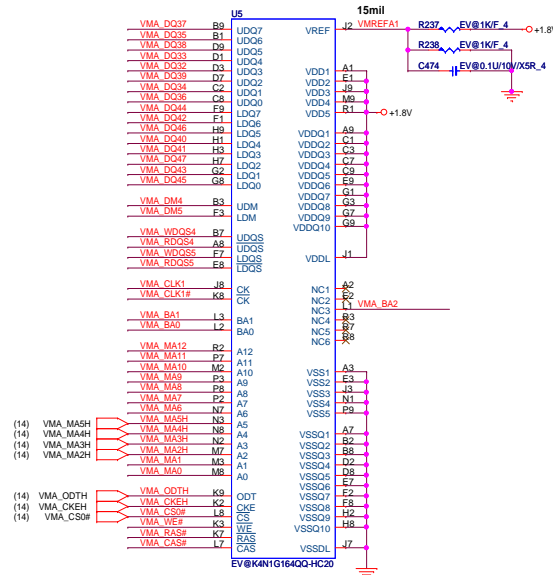 U5
15mil
VMA_DQ37 B9 UDQ7 VREF J2 VMREFA1 R237 EV@1K/F_4 +1.8V
VMA_DQ35 B1 UDQ6
VMA_DQ38 D9 UDQ5 R238 EV@1K/F_4
VMA_DQ33 D1 UDQ4
VMA_DQ32 D3 UDQ3 C474 EV@0.1U/10V/X5R_4
VMA_DQ39 D7 UDQ2 VDD1 A1
VMA_DQ34 C2 UDQ1 VDD2 E1
VMA_DQ36 C8 UDQ0 VDD3 J9
VMA_DQ44 F9 LDQ7 VDD4 M9
VMA_DQ42 F1 LDQ6 VDD5 R1 +1.8V
VMA_DQ46 H9 LDQ5
VMA_DQ40 H1 LDQ4 VDDQ1 A9
VMA_DQ41 H3 LDQ3 VDDQ2 C1
VMA_DQ47 H7 LDQ2 VDDQ3 C3
VMA_DQ43 G2 LDQ1 VDDQ4 C7
VMA_DQ45 G8 LDQ0 VDDQ5 C9
VDDQ6 E9
VDDQ7 G1
VMA_DM4 B3 UDM VDDQ8 G3
VMA_DM5 F3 LDM VDDQ9 G7
VDDQ10 G9
VMA_WDQS4 B7 UDQS
VMA_RDQS4 A8 UDQS
VMA_WDQS5 F7 LDQS VDDL J1
VMA_RDQS5 E8 LDQS
VMA_CLK1 J8 CK NC1 A2
VMA_CLK1# K8 CK NC2 E2
NC3 L1 VMA_BA2
VMA_BA1 L3 BA1 NC4 R3
VMA_BA0 L2 BA0 NC5 R7
NC6 R8
VMA_MA12 R2 A12
VMA_MA11 P7 A11
VMA_MA10 M2 A10 VSS1 A3
VMA_MA9 P3 A9 VSS2 E3
VMA_MA8 P8 A8 VSS3 J3
VMA_MA7 P2 A7 VSS4 N1
VMA_MA6 N7 A6 VSS5 P9
(14) VMA_MA5H VMA_MA5H N3 A5
(14) VMA_MA4H VMA_MA4H N8 A4 VSSQ1 A7
(14) VMA_MA3H VMA_MA3H N2 A3 VSSQ2 B2
(14) VMA_MA2H VMA_MA2H M7 A2 VSSQ3 B8
VMA_MA1 M3 A1 VSSQ4 D2
VMA_MA0 M8 A0 VSSQ5 D8
VSSQ6 E7
(14) VMA_ODTH VMA_ODTH K9 ODT VSSQ7 F2
(14) VMA_CKEH VMA_CKEH K2 CKE VSSQ8 F8
(14) VMA_CS0# VMA_CS0# L8 CS VSSQ9 H2
VMA_WE# K3 WE VSSQ10 H8
VMA_RAS# K7 RAS
VMA_CAS# L7 CAS VSSDL J7
EV@K4N1G164QQ-HC20